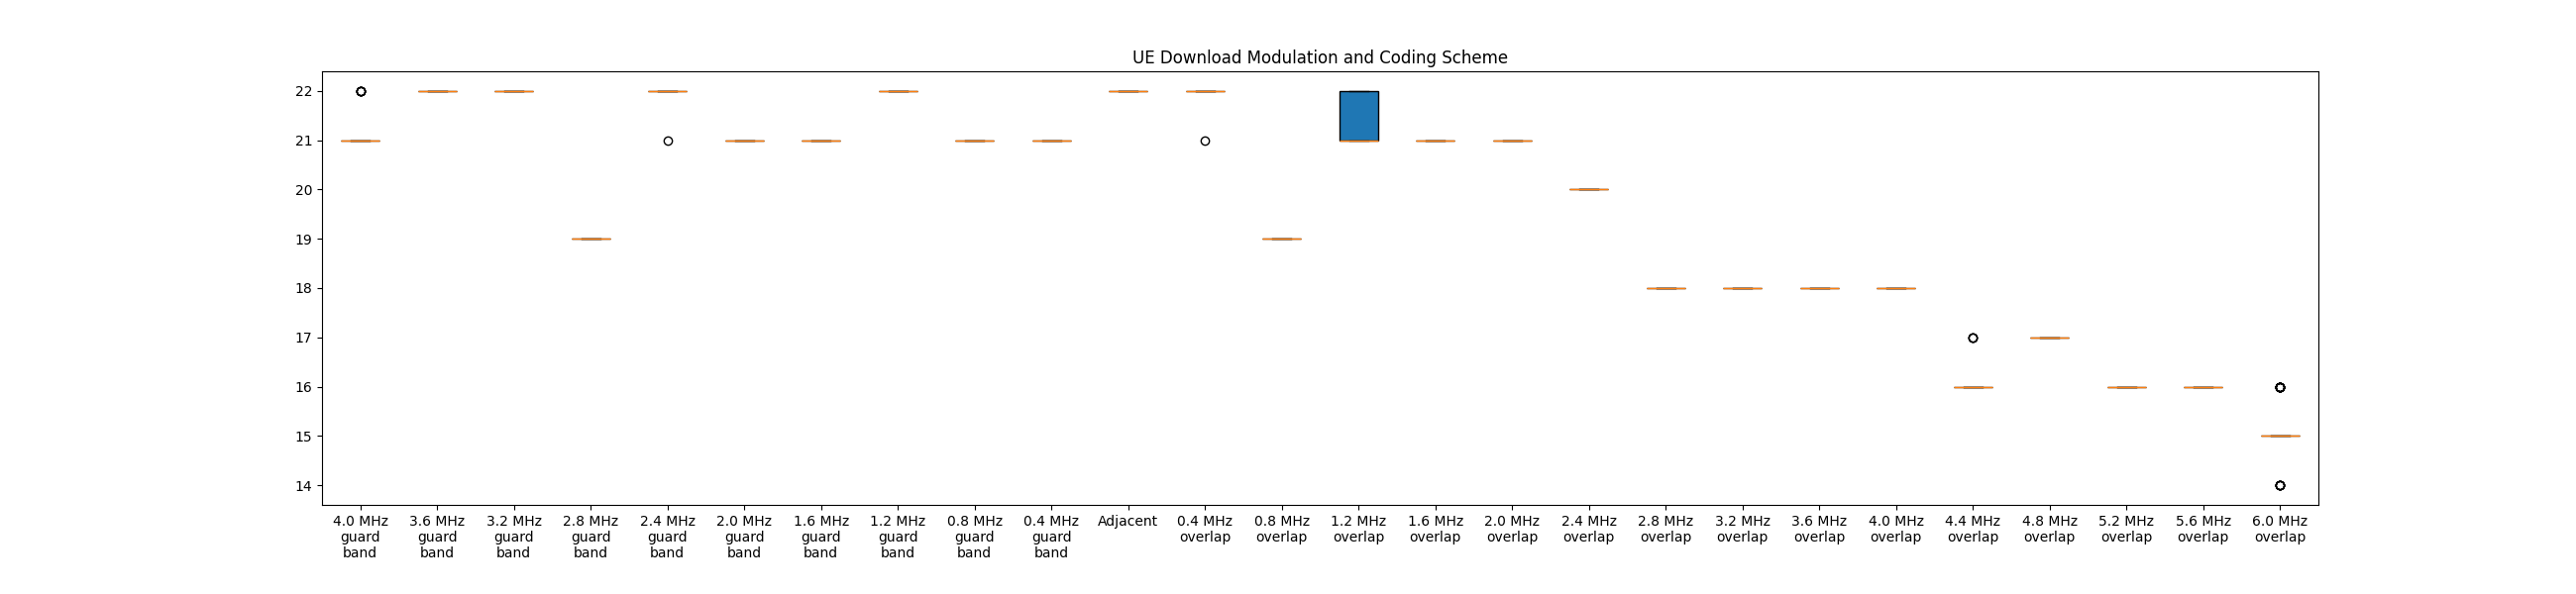 UE Download Modulation and Coding Scheme
22
21
20
19
18
17
16
15
14
4.0 MHz
guard
band
3.6 MHz
guard
band
3.2 MHz
guard
band
2.8 MHz
guard
band
2.4 MHz
guard
band
2.0 MHz
guard
band
1.6 MHz
guard
band
1.2 MHz
guard
band
0.8 MHz
guard
band
0.4 MHz
guard
band
Adjacent
0.4 MHz
overlap
0.8 MHz
overlap
1.2 MHz
overlap
1.6 MHz
overlap
2.0 MHz
overlap
2.4 MHz
overlap
2.8 MHz
overlap
3.2 MHz
overlap
3.6 MHz
overlap
4.0 MHz
overlap
4.4 MHz
overlap
4.8 MHz
overlap
5.2 MHz
overlap
5.6 MHz
overlap
6.0 MHz
overlap